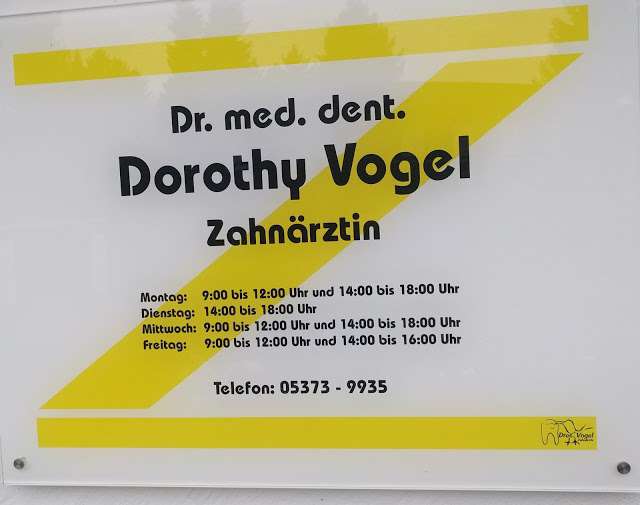 Dr. med. dent.
Dorothy Vogel
Zahnärztin
Montag: 9:00 bis 12:00 Uhr und 14:00 bis 18:00 Uhr
Dienstag: 14:00 bis 18:00 Uhr
Mittwoch: 9:00 bis 12:00 Uhr und 14:00 bis 18:00 Uhr
Freitag: 9:00 bis 12:00 Uhr und 14:00 bis 16:00 Uhr
Telefon: 05373 - 9935
Dres. Vogel